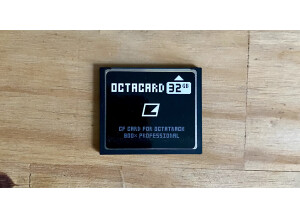 OCTACARD 32GB
CF CARD FOR OCTATRACK
800X PROFESSIONAL